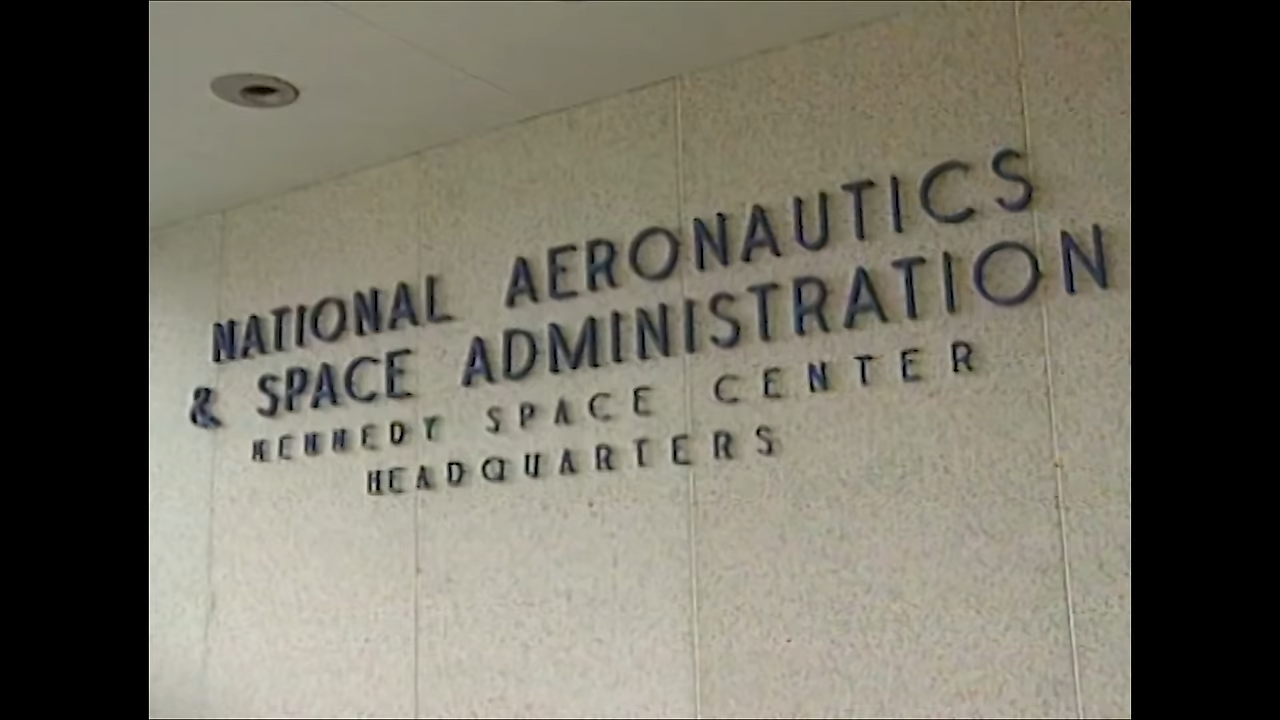 NATIONAL AERONAUTICS
& SPACE ADMINISTRATION
KENNEDY SPACE CENTER
HEADQUARTERS